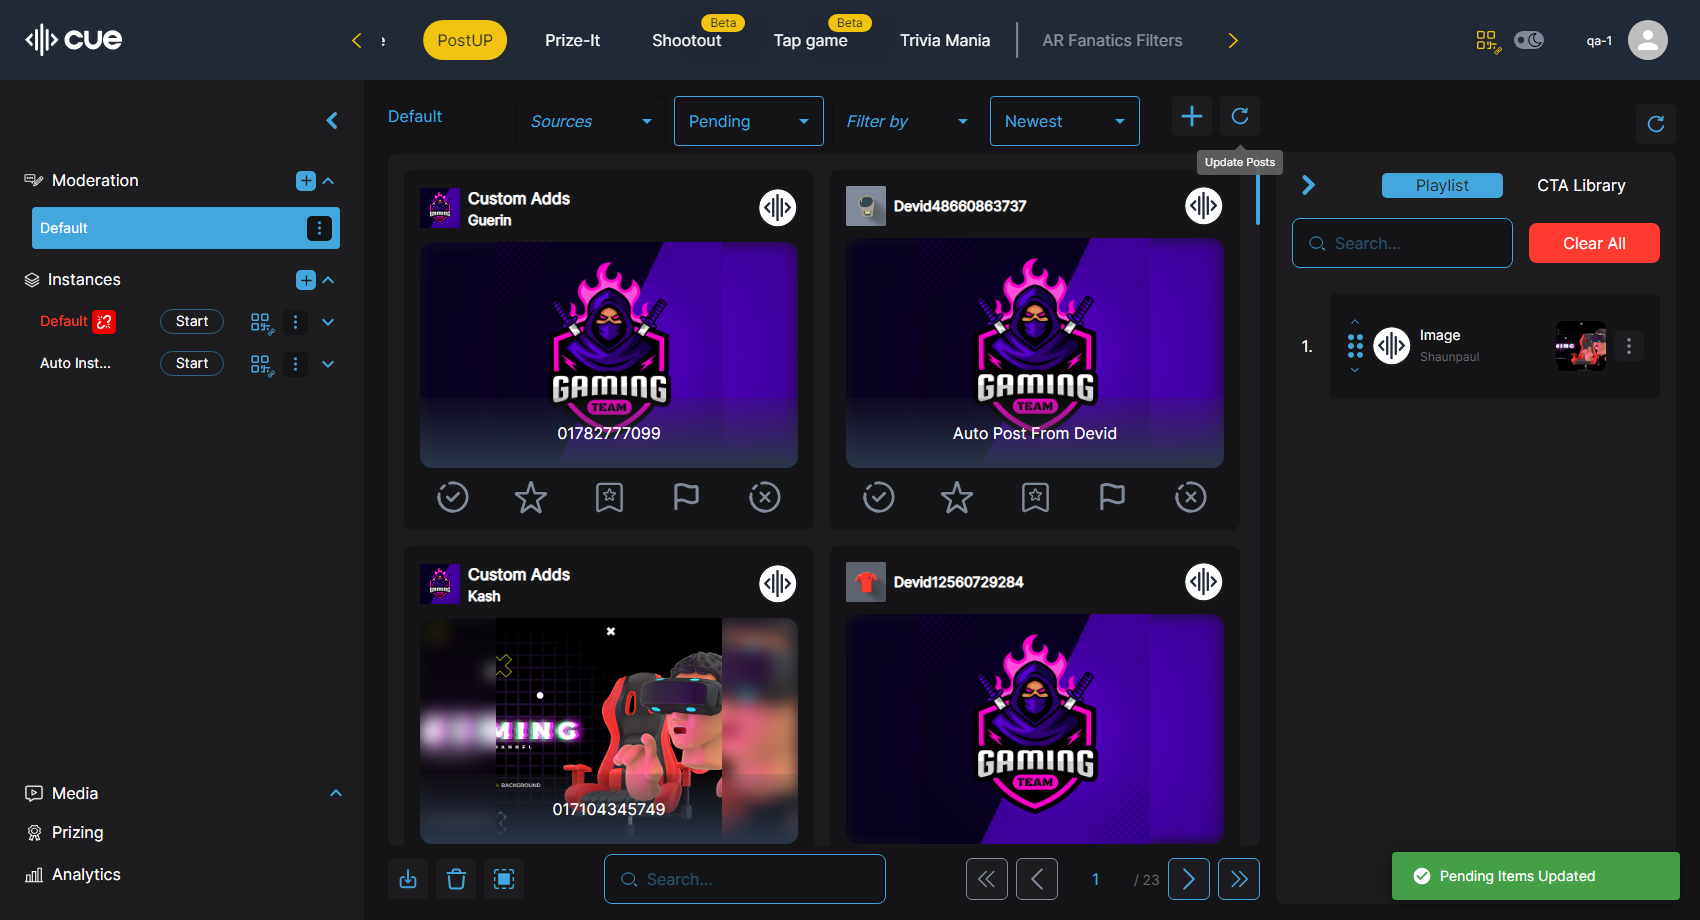 cue
PostUP
Prize-It
Beta
Shootout
Beta
Tap game
Trivia Mania
AR Fanatics Filters
qa-1
Moderation
Default
Instances
Default
Start
Auto Inst...
Start
Media
Prizing
Analytics
Default
Sources
Pending
Filter by
Newest
Update Posts
Custom Adds
Guerin
GAMING
TEAM
01782777099
Devid48660863737
GAMING
TEAM
Auto Post From Devid
Custom Adds
Kash
BACKGROUND
017104345749
Devid12560729284
GAMING
TEAM
Search...
1
/ 23
Playlist
CTA Library
Search...
Clear All
1.
Image
Shaunpaul
Pending Items Updated